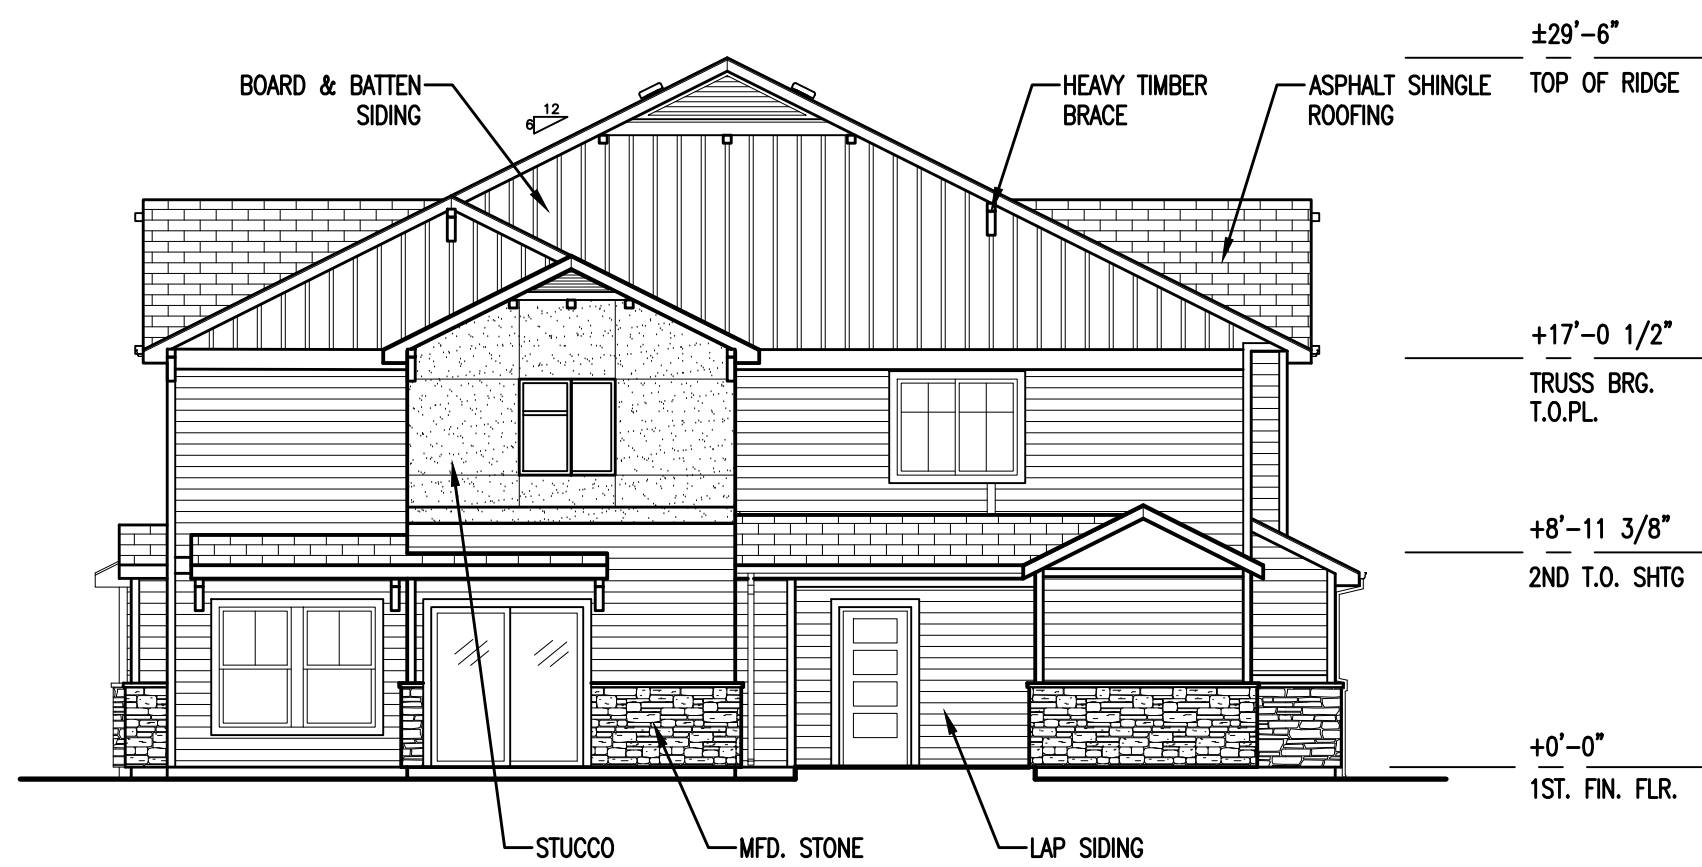 ±29'-6"
TOP OF RIDGE
BOARD & BATTEN
SIDING
12
6
HEAVY TIMBER
BRACE
ASPHALT SHINGLE
ROOFING
+17'-0 1/2"
TRUSS BRG.
T.O.PL.
+8'-11 3/8"
2ND T.O. SHTG
+0'-0"
1ST. FIN. FLR.
STUCCO
MFD. STONE
LAP SIDING